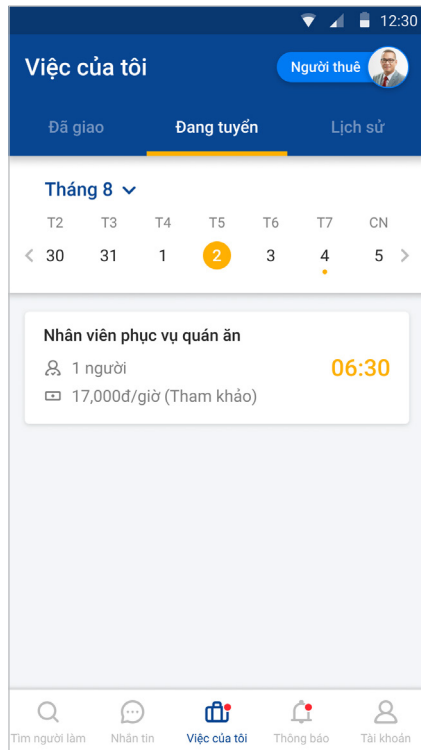 12:30
Việc của tôi
Người thuê
Đã giao Đang tuyển Lịch sử
Tháng 8
T2 T3 T4 T5 T6 T7 CN
30 31 1 2 3 4 5
Nhân viên phục vụ quán ăn
1 người
06:30
17,000đ/giờ (Tham khảo)
Tìm người làm Nhắn tin Việc của tôi Thông báo Tài khoản